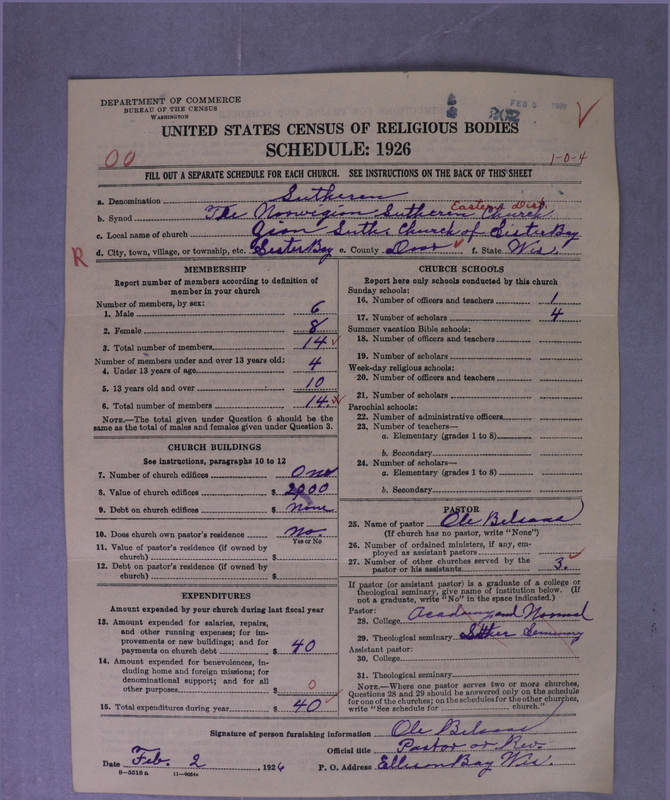 DEPARTMENT OF COMMERCE
BUREAU OF THE CENSUS
WASHINGTON
FEB 5
UNITED STATES CENSUS OF RELIGIOUS BODIES
SCHEDULE: 1926
00
1-0-4
FILL OUT A SEPARATE SCHEDULE FOR EACH CHURCH. SEE INSTRUCTIONS ON THE BACK OF THIS SHEET
a. Denomination Lutheren
Eastern Dist.
b. Synod The Norwegian Lutheren Church
c. Local name of church Zion Luth. Church of Sister Bay
d. City, town, village, or township, etc. Sister Bay e. County Door f. State Wis.
R
MEMBERSHIP
Report number of members according to definition of member in your church
Number of members, by sex:
1. Male 6
2. Female 8
3. Total number of members 14
Number of members under and over 13 years old:
4. Under 13 years of age 4
5. 13 years old and over 10
6. Total number of members 14.
NOTE.—The total given under Question 6 should be
the same as the total of males and females given under Question 3.
CHURCH BUILDINGS
See instructions, paragraphs 10 to 12
7. Number of church edifices One
8. Value of church edifices $ 2000
9. Debt on church edifices $ None
10. Does church own pastor's residence? No.
Yes or No
11. Value of pastor's residence (if owned by
church) $
12. Debt on pastor's residence (if owned by
church) $
EXPENDITURES
Amount expended by your church during last fiscal year
13. Amount expended for salaries, repairs,
and other running expenses; for im-
provements or new buildings; and for
payments on church debt $ 40
14. Amount expended for benevolences, in-
cluding home and foreign missions; for
denominational support; and for all
other purposes $ 0
15. Total expenditures during year $ 40
CHURCH SCHOOLS
Report here only schools conducted by this church
Sunday schools:
16. Number of officers and teachers 1
17. Number of scholars 4
Summer vacation Bible schools:
18. Number of officers and teachers
19. Number of scholars
Week-day religious schools:
20. Number of officers and teachers
21. Number of scholars
Parochial schools:
22. Number of administrative officers
23. Number of teachers—
a. Elementary (grades 1 to 8)
b. Secondary
24. Number of scholars—
a. Elementary (grades 1 to 8)
b. Secondary
PASTOR
25. Name of pastor Ole
(If church has no pastor, write "None")
26. Number of ordained ministers, if any, em-
ployed as assistant pastors
27. Number of other churches served by the
pastor or his assistants 3.
If pastor (or assistant pastor) is a graduate of a college or
theological seminary, give name of institution below. (If
not a graduate, write "No" in the space indicated.)
Pastor:
28. College Academy and Normal
29. Theological seminary Luther Seminary
Assistant pastor:
30. College
31. Theological seminary
NOTE.—Where one pastor serves two or more churches,
Questions 28 and 29 should be answered only on the schedule
for one of the churches; on the schedules for the other churches,
write "See schedule for church."
Signature of person furnishing information Ole
Official title Pastor or Rev.
Date Feb. 2, 1926 P. O. Address Ellison Bay Wis.
8-5518 a